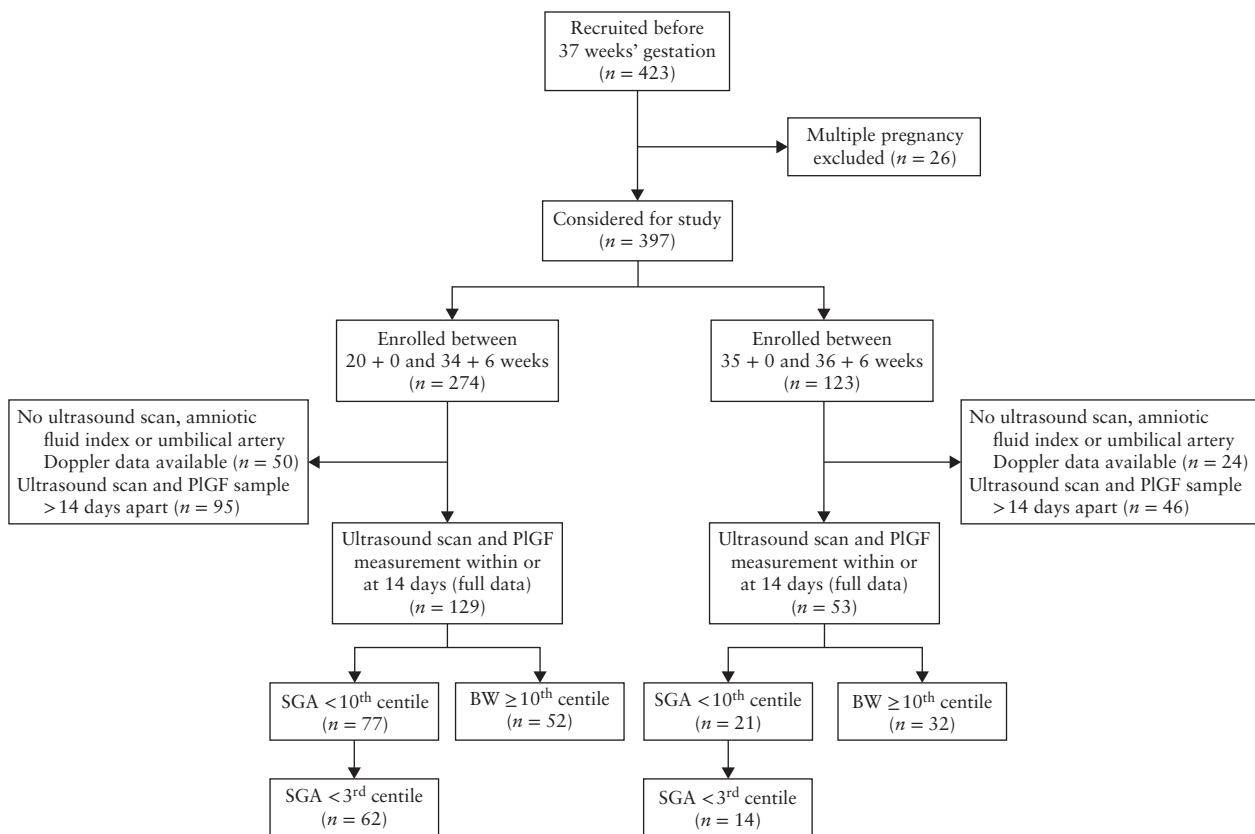 Recruited before
37 weeks’ gestation
(n = 423)
Multiple pregnancy
excluded (n = 26)
Considered for study
(n = 397)
Enrolled between
20 + 0 and 34 + 6 weeks
(n = 274)
Enrolled between
35 + 0 and 36 + 6 weeks
(n = 123)
No ultrasound scan, amniotic
fluid index or umbilical artery
Doppler data available (n = 50)
Ultrasound scan and PlGF sample
> 14 days apart (n = 95)
No ultrasound scan, amniotic
fluid index or umbilical artery
Doppler data available (n = 24)
Ultrasound scan and PlGF sample
> 14 days apart (n = 46)
Ultrasound scan and PlGF
measurement within or
at 14 days (full data)
(n = 129)
Ultrasound scan and PlGF
measurement within or
at 14 days (full data)
(n = 53)
SGA < 10th centile
(n = 77)
BW ≥ 10th centile
(n = 52)
SGA < 10th centile
(n = 21)
BW ≥ 10th centile
(n = 32)
SGA < 3rd centile
(n = 62)
SGA < 3rd centile
(n = 14)